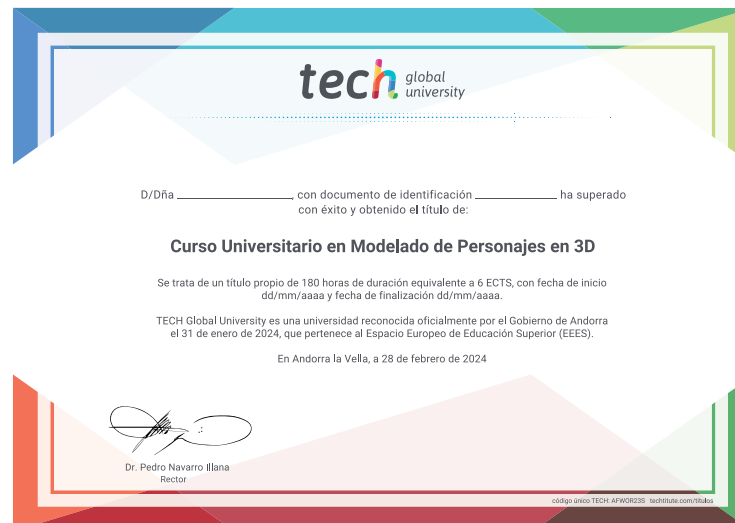 tech global university
D/Dña ______________, con documento de identificación ______________ ha superado
con éxito y obtenido el título de:
Curso Universitario en Modelado de Personajes en 3D
Se trata de un título propio de 180 horas de duración equivalente a 6 ECTS, con fecha de inicio
dd/mm/aaaa y fecha de finalización dd/mm/aaaa.
TECH Global University es una universidad reconocida oficialmente por el Gobierno de Andorra
el 31 de enero de 2024, que pertenece al Espacio Europeo de Educación Superior (EEES).
En Andorra la Vella, a 28 de febrero de 2024
Dr. Pedro Navarro Illana
Rector
código único TECH: AFWOR23S techtitute.com/titulos